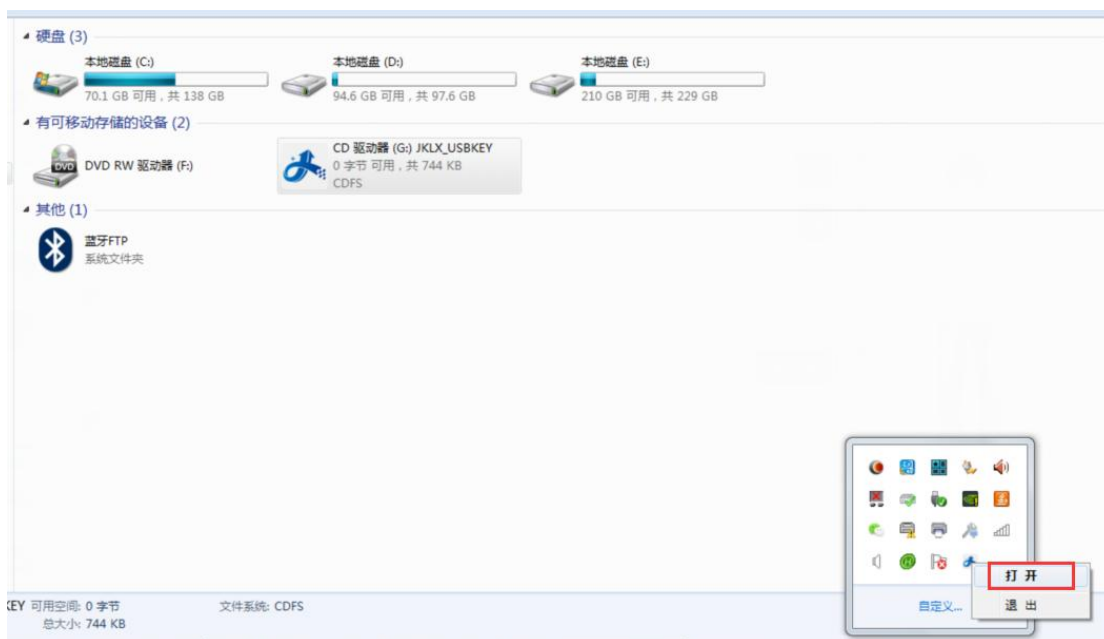 硬盘 (3)
本地磁盘 (C:)
70.1 GB 可用，共 138 GB
本地磁盘 (D:)
94.6 GB 可用，共 97.6 GB
本地磁盘 (E:)
210 GB 可用，共 229 GB
有可移动存储的设备 (2)
DVD
DVD RW 驱动器 (F:)
CD 驱动器 (G:) JKLX_USBKEY
0 字节 可用，共 744 KB
CDFS
其他 (1)
蓝牙FTP
系统文件夹
打 开
自定义...
退 出
KEY 可用空间: 0 字节
文件系统: CDFS
总大小: 744 KB